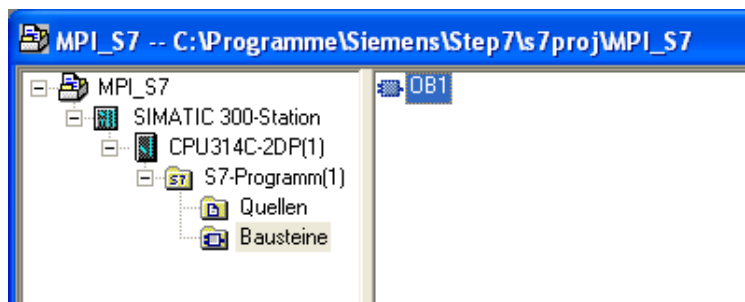 MPI_S7 -- C:\Programme\Siemens\Step7\s7proj\MPI_S7
MPI_S7
SIMATIC 300-Station
CPU314C-2DP(1)
S7-Programm(1)
Quellen
Bausteine
OB1